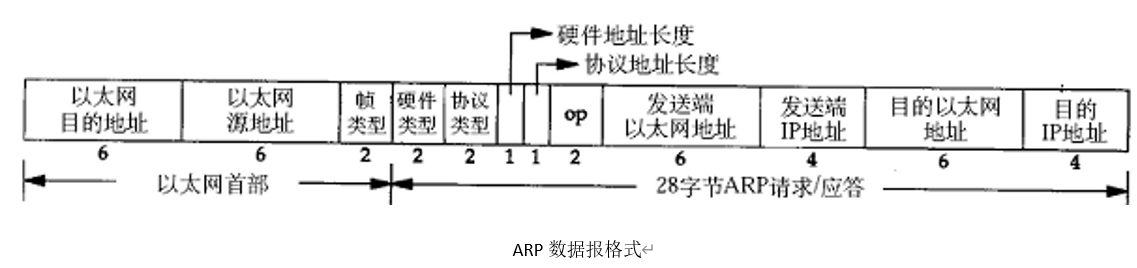 硬件地址长度
协议地址长度
以太网
目的地址
以太网
源地址
帧
类型
硬件
类型
协议
类型
op
发送端
以太网地址
发送端
IP地址
目的以太网
地址
目的
IP地址
6
6
2
2
2
1
1
2
6
4
6
4
以太网首部
28字节ARP请求/应答
ARP 数据报格式